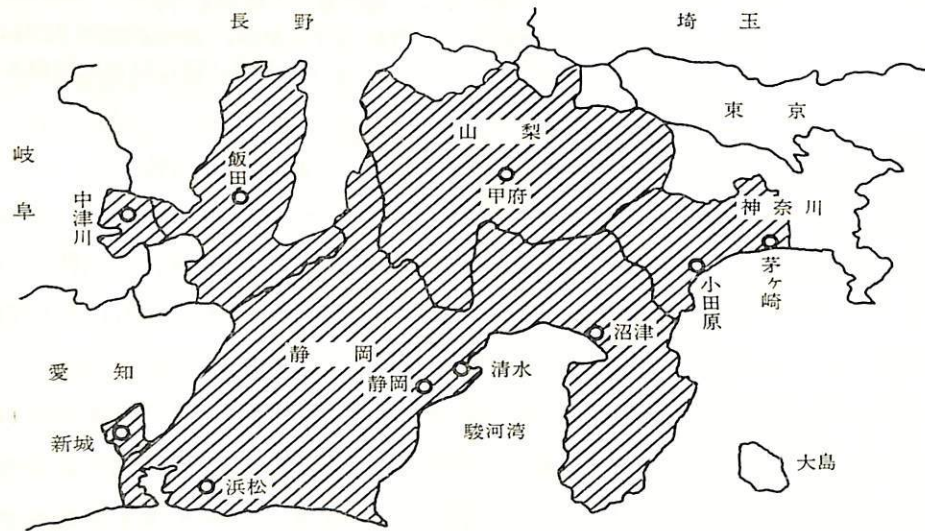 長野
埼玉
東京
岐阜
山梨
飯田
甲府
中津川
神奈川
茅ヶ崎
小田原
沼津
静岡
清水
静岡
愛知
駿河湾
新城
大島
浜松